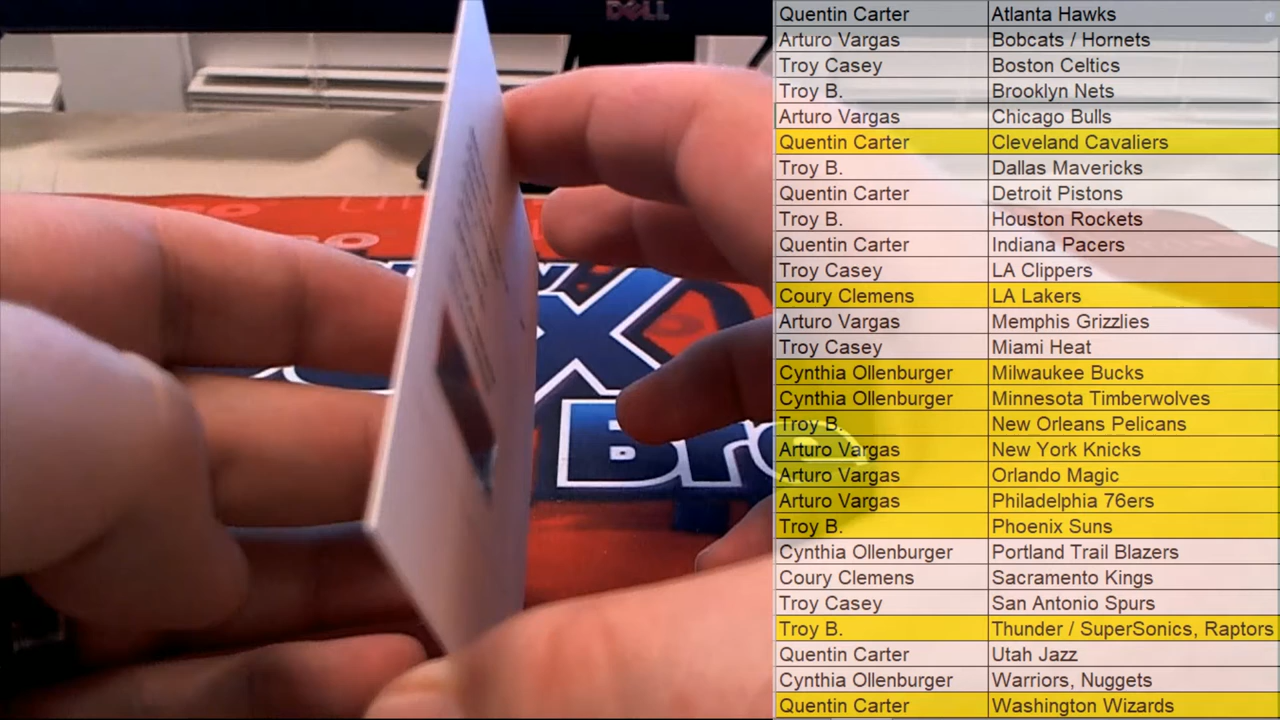 DELL
Quentin Carter Atlanta Hawks
Arturo Vargas Bobcats / Hornets
Troy Casey Boston Celtics
Troy B. Brooklyn Nets
Arturo Vargas Chicago Bulls
Quentin Carter Cleveland Cavaliers
Troy B. Dallas Mavericks
Quentin Carter Detroit Pistons
Troy B. Houston Rockets
Quentin Carter Indiana Pacers
Troy Casey LA Clippers
Coury Clemens LA Lakers
Arturo Vargas Memphis Grizzlies
Troy Casey Miami Heat
Cynthia Ollenburger Milwaukee Bucks
Cynthia Ollenburger Minnesota Timberwolves
Troy B. New Orleans Pelicans
Arturo Vargas New York Knicks
Arturo Vargas Orlando Magic
Arturo Vargas Philadelphia 76ers
Troy B. Phoenix Suns
Cynthia Ollenburger Portland Trail Blazers
Coury Clemens Sacramento Kings
Troy Casey San Antonio Spurs
Troy B. Thunder / SuperSonics, Raptors
Quentin Carter Utah Jazz
Cynthia Ollenburger Warriors, Nuggets
Quentin Carter Washington Wizards
Bre